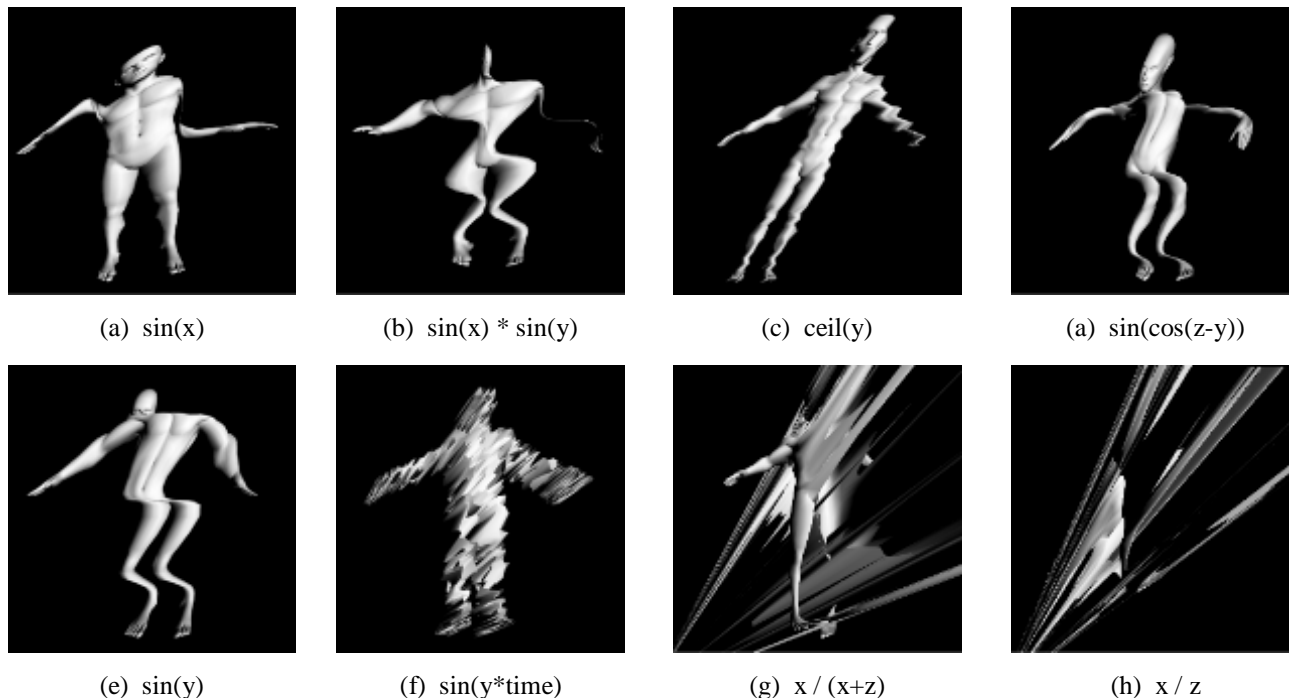 (a) sin(x)
(b) sin(x) * sin(y)
(c) ceil(y)
(a) sin(cos(z-y))
(e) sin(y)
(f) sin(y*time)
(g) x / (x+z)
(h) x / z